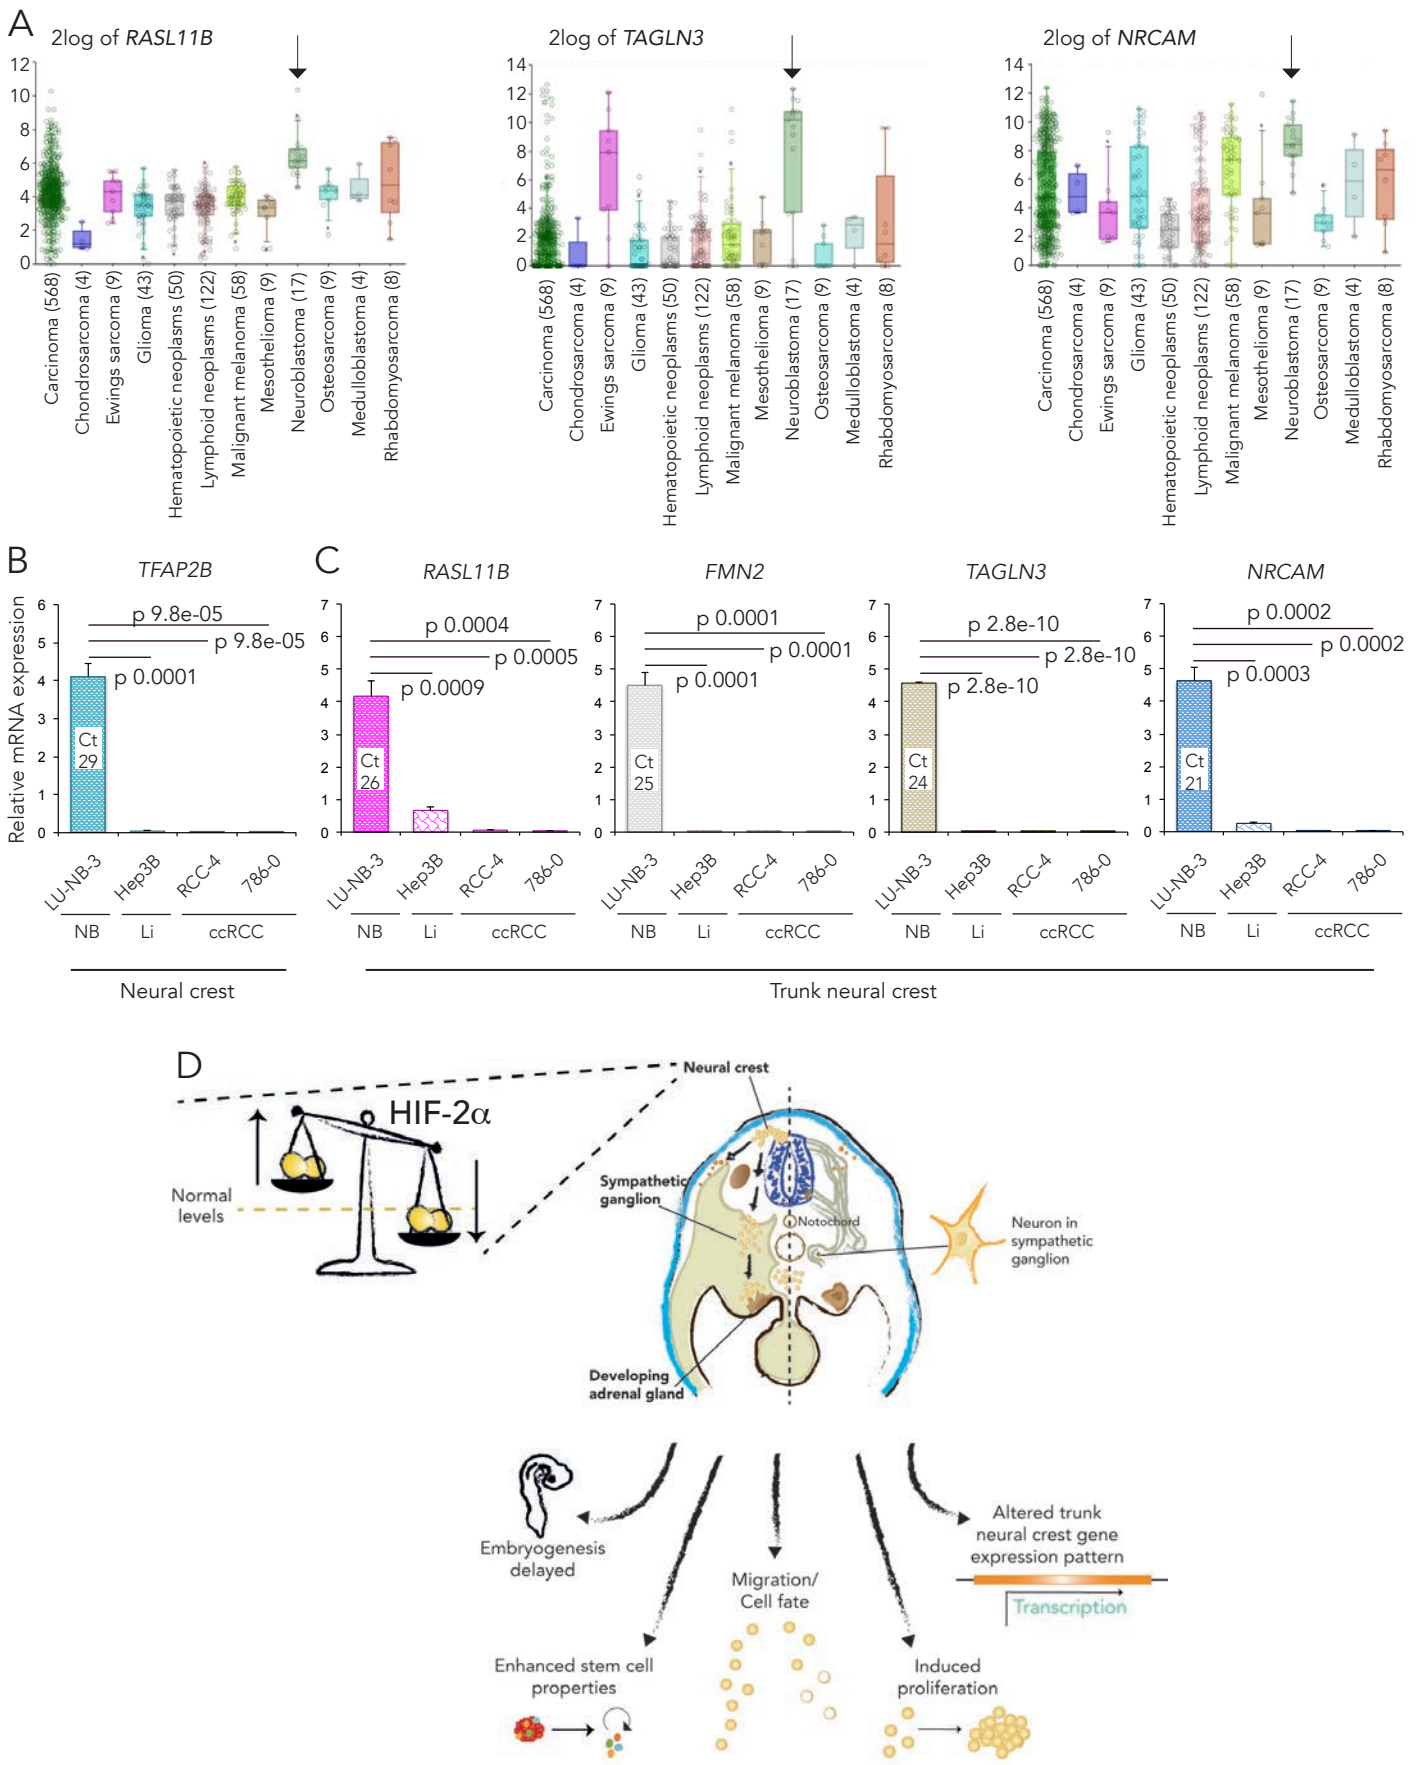 A
2log of RASL11B
12
10
8
6
4
2
0
Carcinoma (568)
Chondrosarcoma (4)
Ewings sarcoma (9)
Glioma (43)
Hematopoietic neoplasms (50)
Lymphoid neoplasms (122)
Malignant melanoma (58)
Mesothelioma (9)
Neuroblastoma (17)
Osteosarcoma (9)
Medulloblastoma (4)
Rhabdomyosarcoma (8)
2log of TAGLN3
14
12
10
8
6
4
2
0
Carcinoma (568)
Chondrosarcoma (4)
Ewings sarcoma (9)
Glioma (43)
Hematopoietic neoplasms (50)
Lymphoid neoplasms (122)
Malignant melanoma (58)
Mesothelioma (9)
Neuroblastoma (17)
Osteosarcoma (9)
Medulloblastoma (4)
Rhabdomyosarcoma (8)
2log of NRCAM
14
12
10
8
6
4
2
0
Carcinoma (568)
Chondrosarcoma (4)
Ewings sarcoma (9)
Glioma (43)
Hematopoietic neoplasms (50)
Lymphoid neoplasms (122)
Malignant melanoma (58)
Mesothelioma (9)
Neuroblastoma (17)
Osteosarcoma (9)
Medulloblastoma (4)
Rhabdomyosarcoma (8)
B
TFAP2B
Relative mRNA expression
6
5
4
3
2
1
0
p 9.8e-05
p 9.8e-05
p 0.0001
Ct
29
LU-NB-3
Hep3B
RCC-4
786-0
NB
Li
ccRCC
Neural crest
C
RASL11B
7
6
5
4
3
2
1
0
p 0.0004
p 0.0005
p 0.0009
Ct
26
LU-NB-3
Hep3B
RCC-4
786-0
NB
Li
ccRCC
FMN2
7
6
5
4
3
2
1
0
p 0.0001
p 0.0001
p 0.0001
Ct
25
LU-NB-3
Hep3B
RCC-4
786-0
NB
Li
ccRCC
TAGLN3
7
6
5
4
3
2
1
0
p 2.8e-10
p 2.8e-10
p 2.8e-10
Ct
24
LU-NB-3
Hep3B
RCC-4
786-0
NB
Li
ccRCC
NRCAM
7
6
5
4
3
2
1
0
p 0.0002
p 0.0002
p 0.0003
Ct
21
LU-NB-3
Hep3B
RCC-4
786-0
NB
Li
ccRCC
Trunk neural crest
D
HIF-2α
Normal
levels
Neural crest
Sympathetic
ganglion
Notochord
Neuron in
sympathetic
ganglion
Developing
adrenal gland
Embryogenesis
delayed
Enhanced stem cell
properties
Migration/
Cell fate
Induced
proliferation
Altered trunk
neural crest gene
expression pattern
Transcription